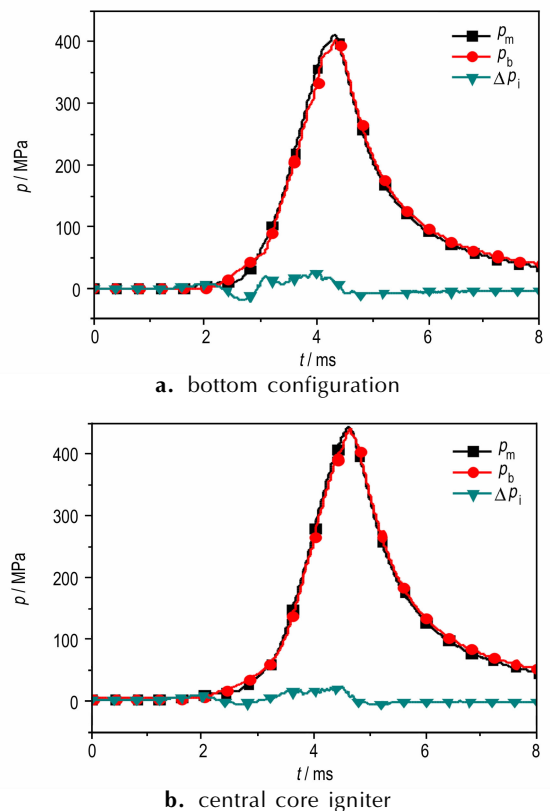 400
300
200
100
0
p / MPa
pm
pb
Δpi
0 2 4 6 8
t / ms
a. bottom configuration
400
300
200
100
0
p / MPa
pm
pb
Δpi
0 2 4 6 8
t / ms
b. central core igniter